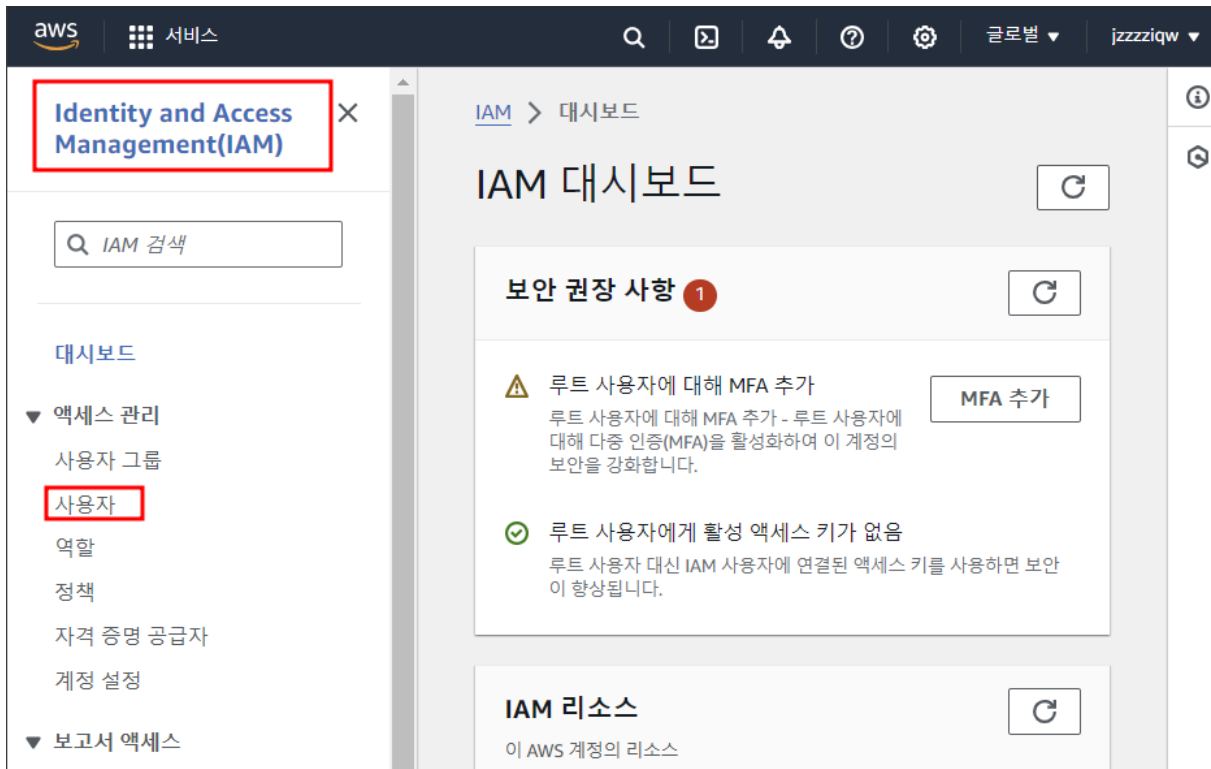 aws
서비스
글로벌 ▼
jzzzziqw ▼
Identity and Access
Management(IAM)
IAM 검색
대시보드
▼ 액세스 관리
사용자 그룹
사용자
역할
정책
자격 증명 공급자
계정 설정
▼ 보고서 액세스
IAM > 대시보드
IAM 대시보드
보안 권장 사항 1
루트 사용자에 대해 MFA 추가
루트 사용자에 대해 MFA 추가 - 루트 사용자에
대해 다중 인증(MFA)을 활성화하여 이 계정의
보안을 강화합니다.
MFA 추가
루트 사용자에게 활성 액세스 키가 없음
루트 사용자 대신 IAM 사용자에 연결된 액세스 키를 사용하면 보안
이 향상됩니다.
IAM 리소스
이 AWS 계정의 리소스